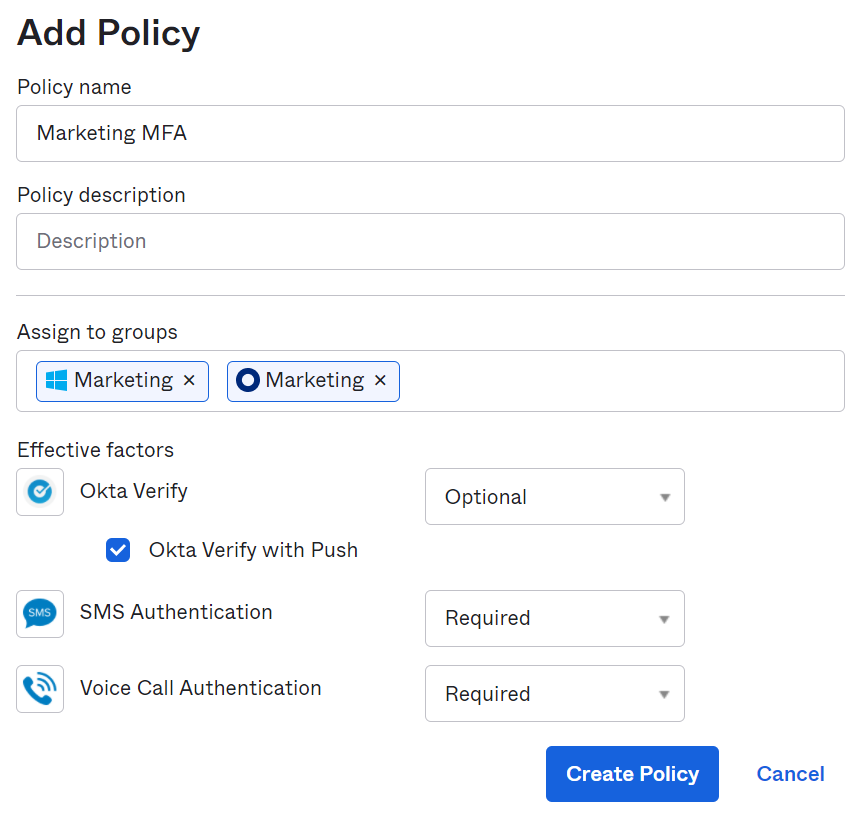 Add Policy
Policy name
Marketing MFA
Policy description
Description
Assign to groups
Marketing × Marketing ×
Effective factors
Okta Verify Optional
Okta Verify with Push
SMS SMS Authentication Required
Voice Call Authentication Required
Create Policy Cancel